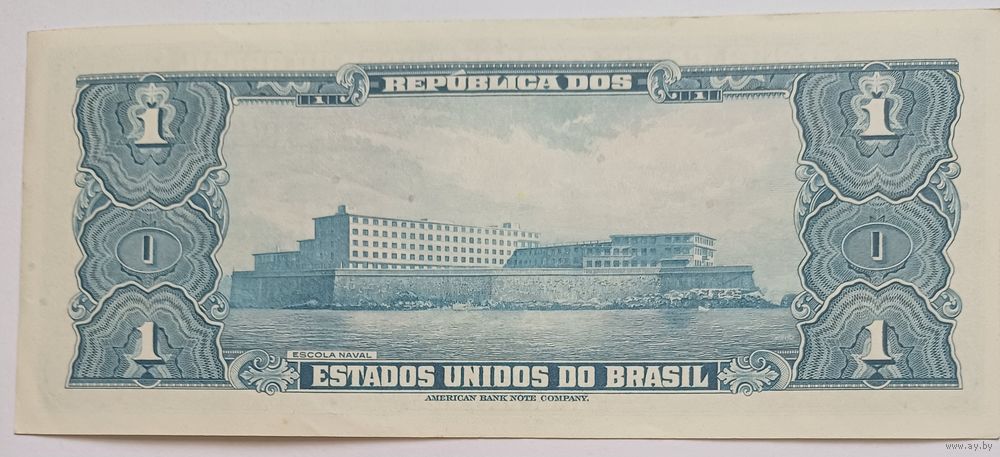 REPÚBLICA DOS
1 1
1 1
1 1
1 1
ESCOLA NAVAL
ESTADOS UNIDOS DO BRASIL
AMERICAN BANK NOTE COMPANY.
www.ay.by